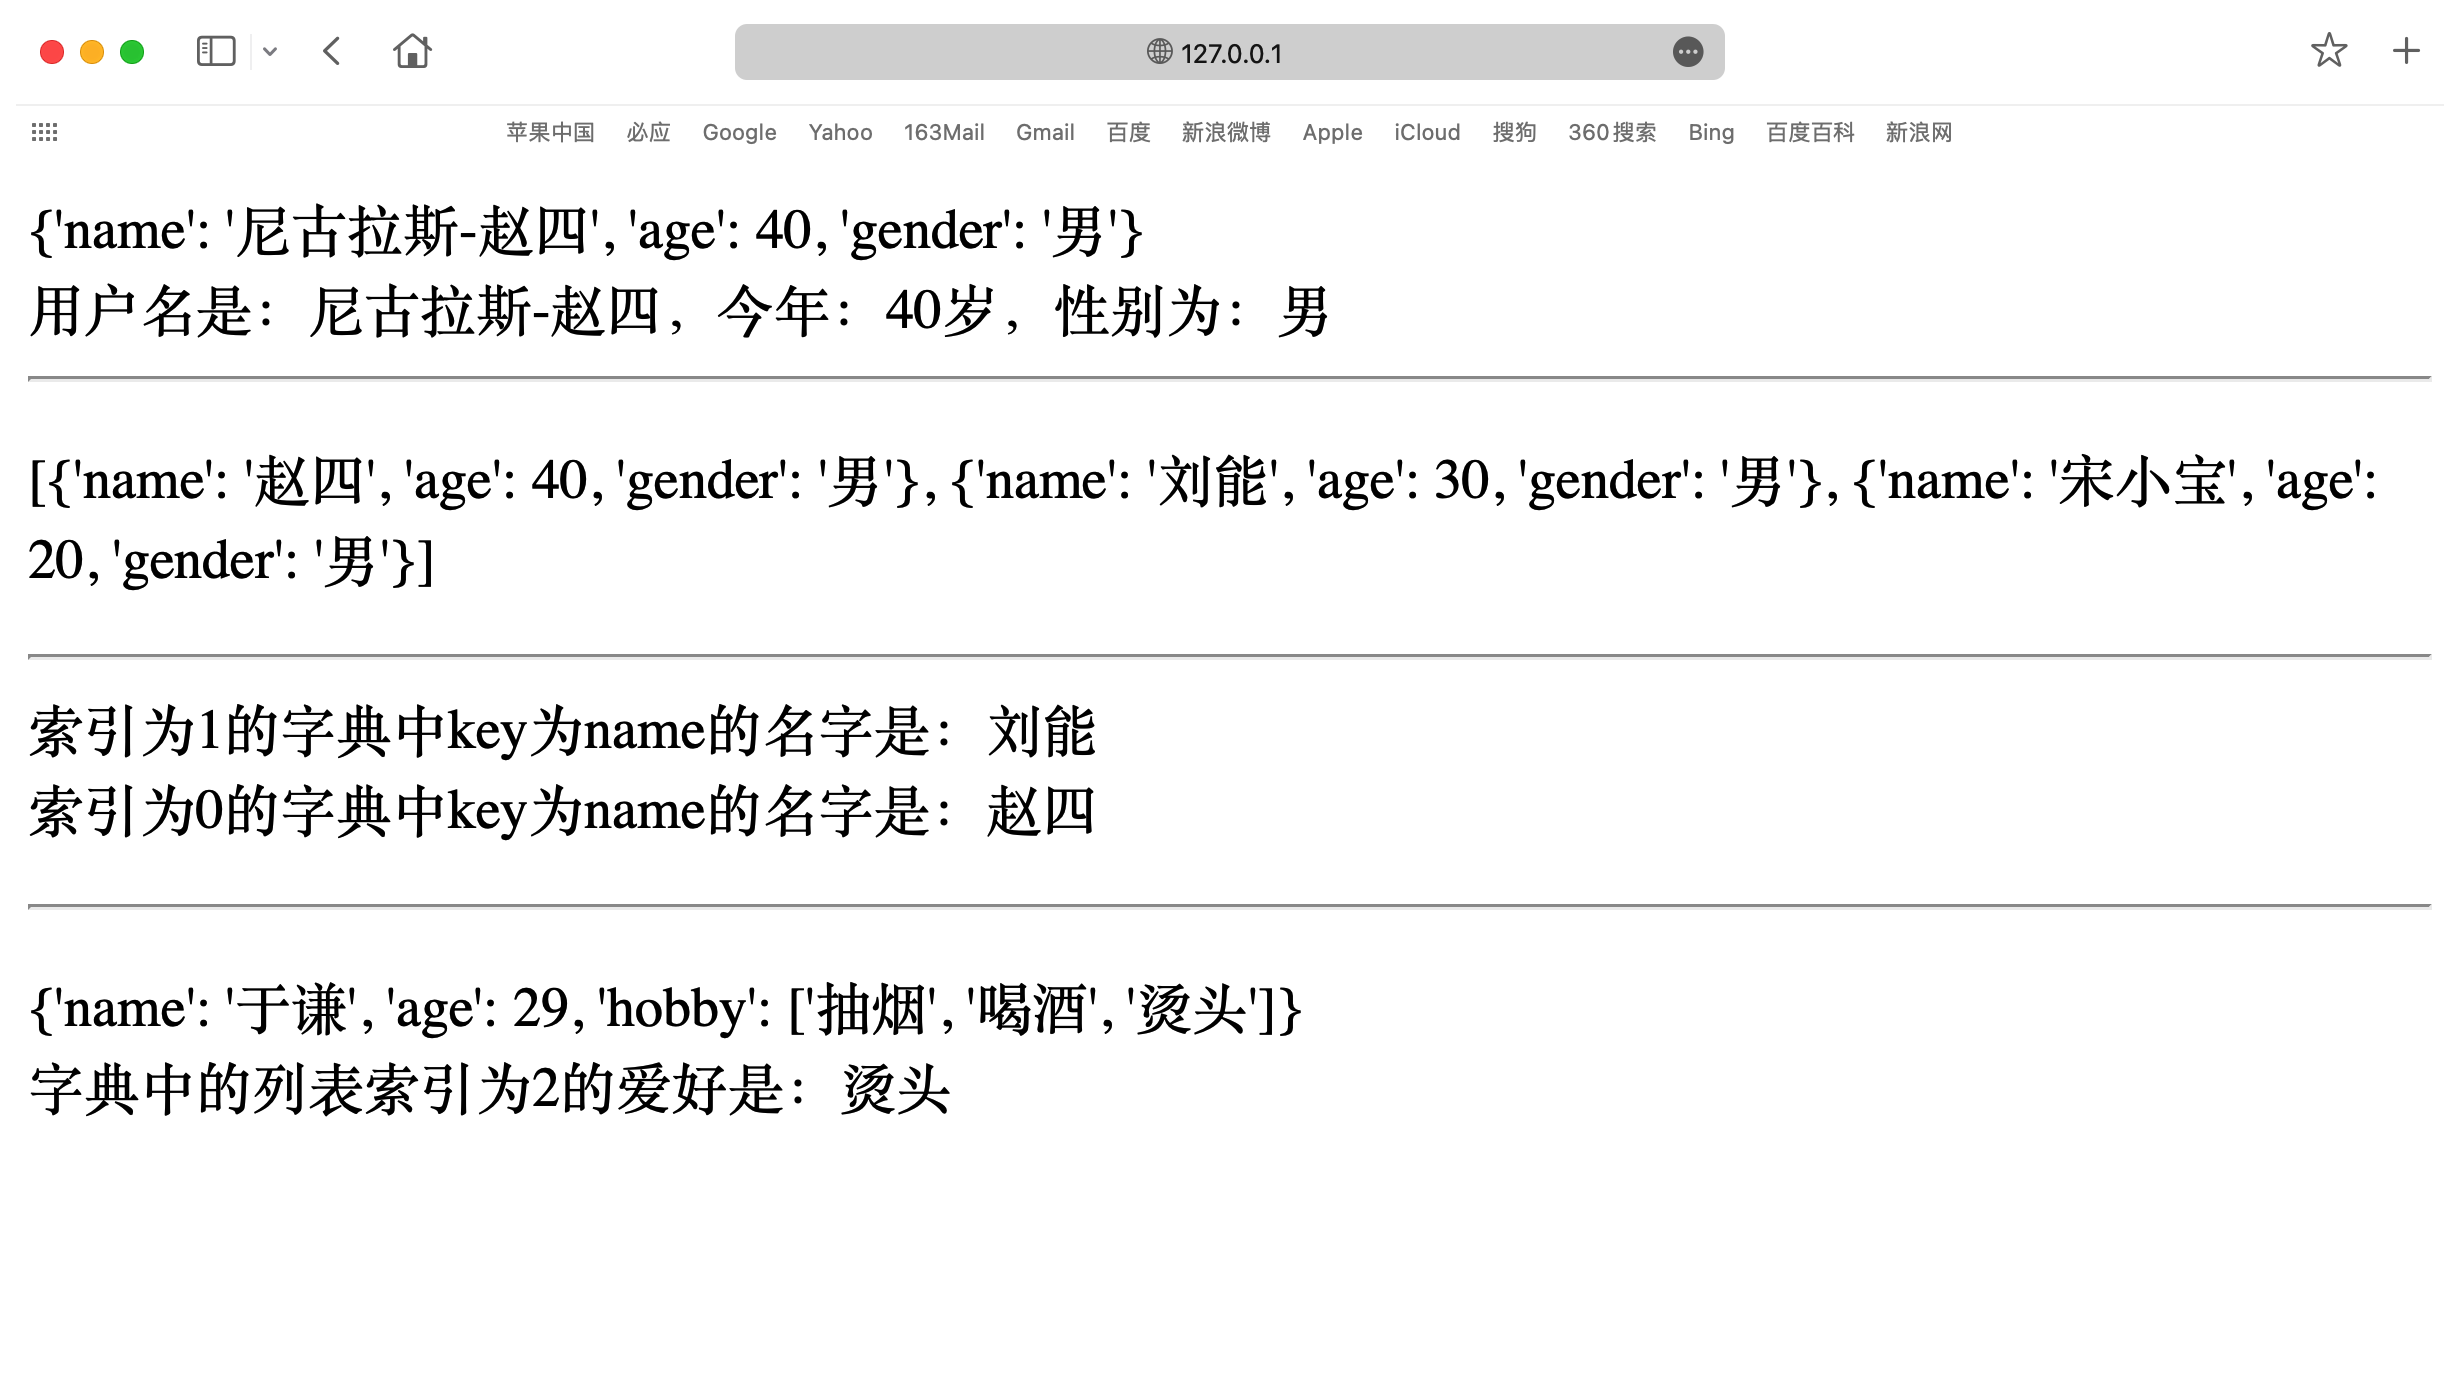 127.0.0.1
苹果中国 必应 Google Yahoo 163Mail Gmail 百度 新浪微博 Apple iCloud 搜狗 360搜索 Bing 百度百科 新浪网
{'name': '尼古拉斯-赵四', 'age': 40, 'gender': '男'}
用户名是：尼古拉斯-赵四，今年：40岁，性别为：男
[{'name': '赵四', 'age': 40, 'gender': '男'}, {'name': '刘能', 'age': 30, 'gender': '男'}, {'name': '宋小宝', 'age':
20, 'gender': '男'}]
索引为1的字典中key为name的名字是：刘能
索引为0的字典中key为name的名字是：赵四
{'name': '于谦', 'age': 29, 'hobby': ['抽烟', '喝酒', '烫头']}
字典中的列表索引为2的爱好是：烫头